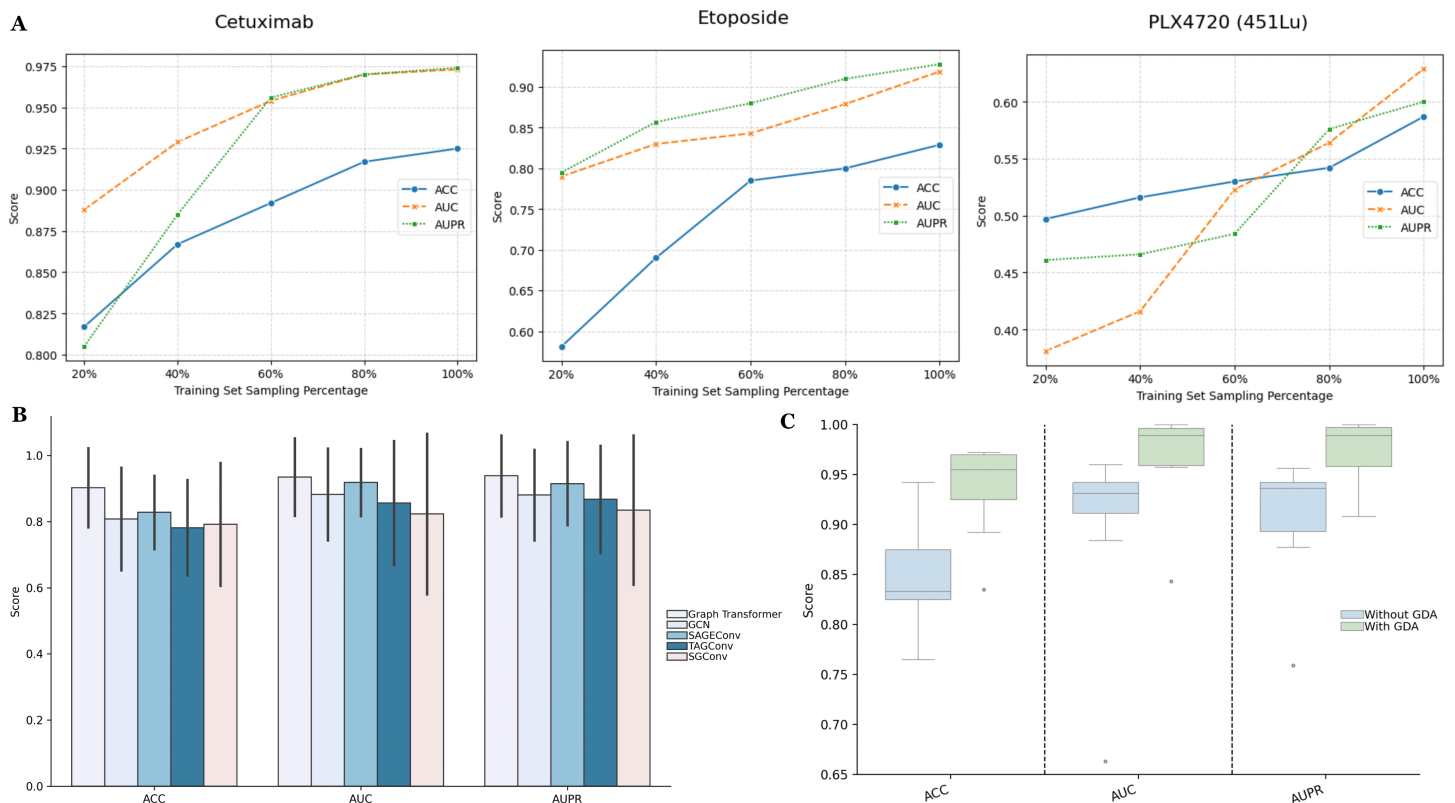 A
Cetuximab
0.975
0.950
0.925
0.900
0.875
0.850
0.825
0.800
Score
20%
40%
60%
80%
100%
Training Set Sampling Percentage
ACC
AUC
AUPR
Etoposide
0.90
0.85
0.80
0.75
0.70
0.65
0.60
Score
20%
40%
60%
80%
100%
Training Set Sampling Percentage
ACC
AUC
AUPR
PLX4720 (451Lu)
0.60
0.55
0.50
0.45
0.40
Score
20%
40%
60%
80%
100%
Training Set Sampling Percentage
ACC
AUC
AUPR
B
1.0
0.8
0.6
0.4
0.2
0.0
Score
ACC
AUC
AUPR
Graph Transformer
GCN
SAGEConv
TAGConv
SGConv
C
1.00
0.95
0.90
0.85
0.80
0.75
0.70
0.65
Score
ACC
AUC
AUPR
Without GDA
With GDA